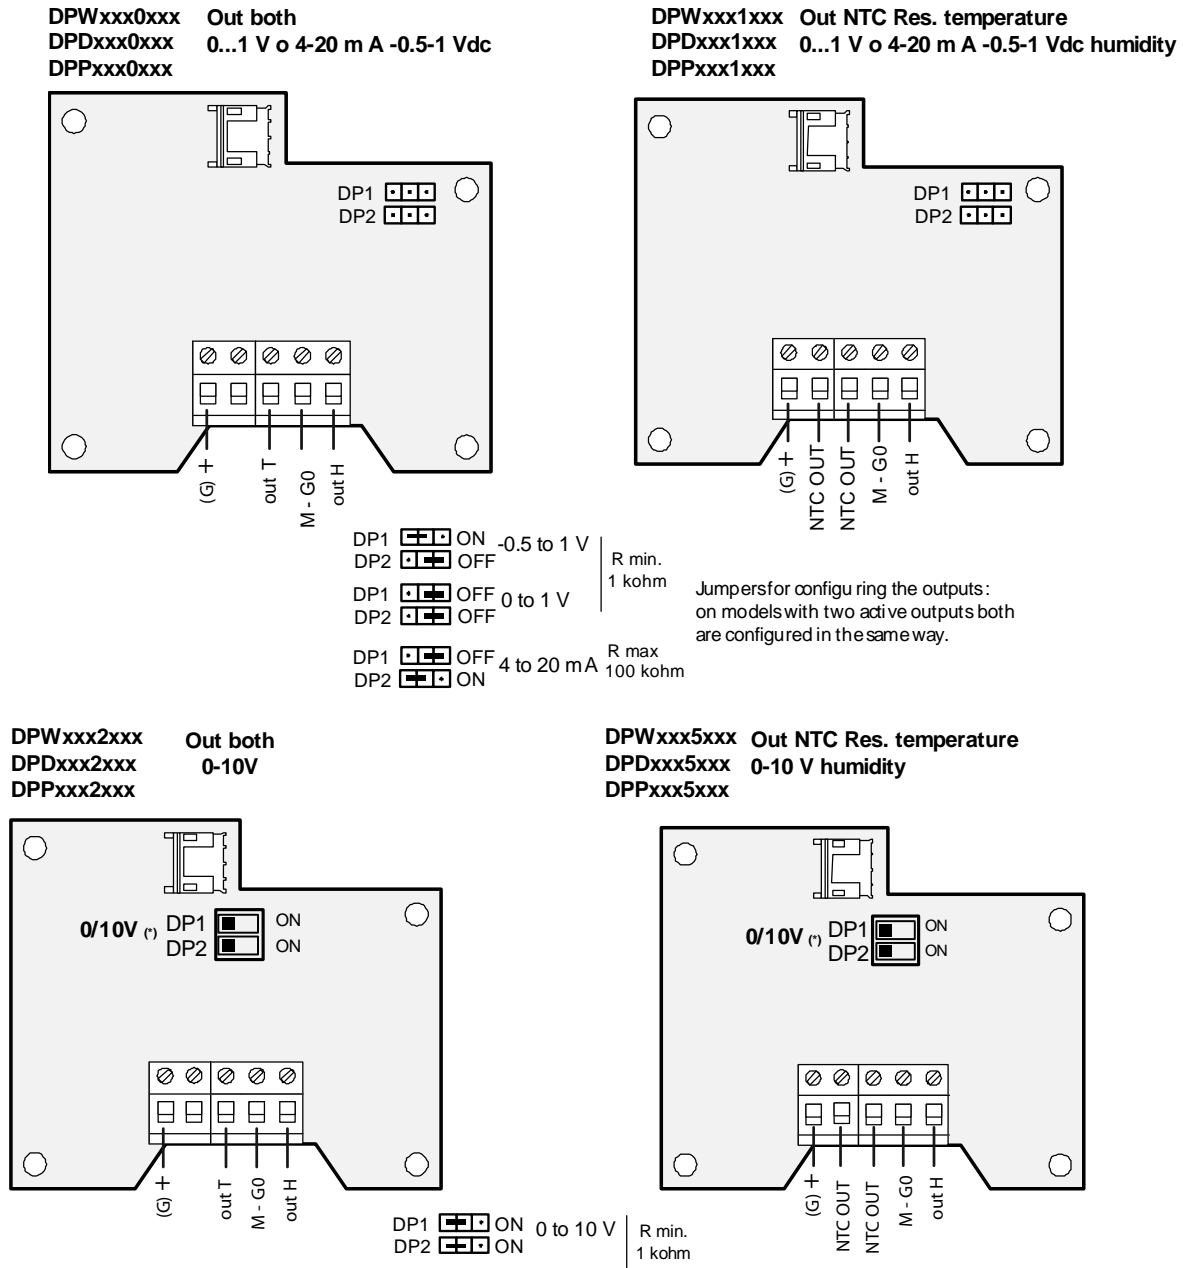 DPWxxx0xxx Out both
DPDxxx0xxx 0...1 V o 4-20 m A -0.5-1 Vdc
DPPxxx0xxx
DP1
DP2
(G) +
out T
M - G0
out H
DPWxxx1xxx Out NTC Res. temperature
DPDxxx1xxx 0...1 V o 4-20 m A -0.5-1 Vdc humidity
DPPxxx1xxx
DP1
DP2
(G) +
NTC OUT
NTC OUT
M - G0
out H
DP1 ON -0.5 to 1 V
DP2 OFF
DP1 OFF 0 to 1 V
DP2 OFF
R min.
1 kohm
DP1 OFF 4 to 20 mA
DP2 ON
R max
100 kohm
Jumpersfor configu ring the outputs:
on models with two active outputs both
are configured in the same way.
DPWxxx2xxx Out both
DPDxxx2xxx 0-10V
DPPxxx2xxx
0/10V (*) DP1 ON
DP2 ON
(G) +
out T
M - G0
out H
DPWxxx5xxx Out NTC Res. temperature
DPDxxx5xxx 0-10 V humidity
DPPxxx5xxx
0/10V (*) DP1 ON
DP2 ON
(G) +
NTC OUT
NTC OUT
M - G0
out H
DP1 ON 0 to 10 V
DP2 ON
R min.
1 kohm